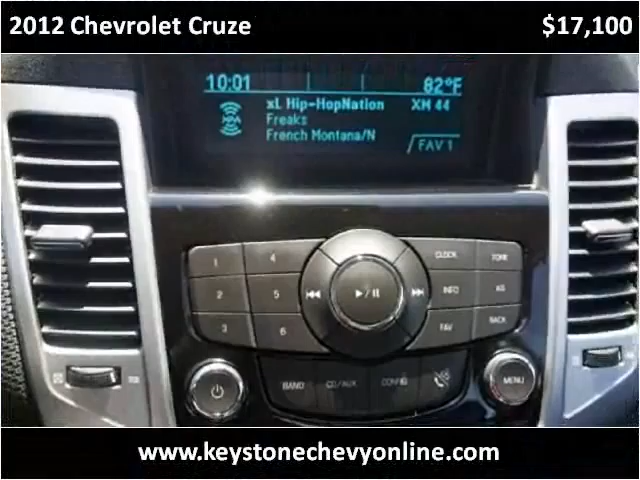 2012 Chevrolet Cruze $17,100
10:01 82°F
xL Hip-HopNation XM 44
Freaks
French Montana/N FAV 1
1 4 CLOCK TONE
2 5 INFO AS
3 6 FAV BACK
BAND CD/AUX CONFIG MENU
www.keystonechevyonline.com